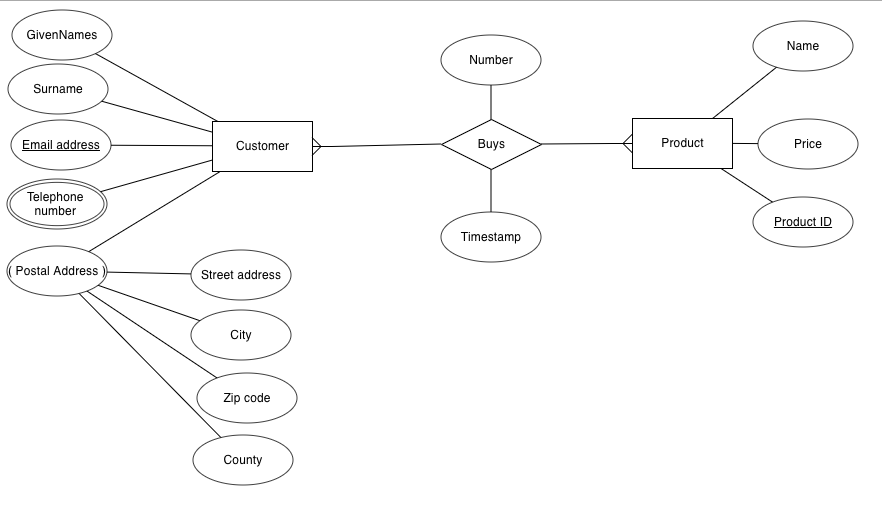 GivenNames
Surname
Email address
Telephone
number
( Postal Address )
Street address
City
Zip code
County
Customer
Number
Buys
Timestamp
Product
Name
Price
Product ID